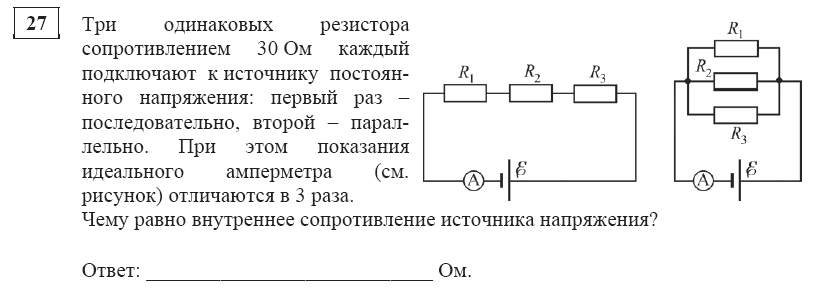 27
Три одинаковых резистора
сопротивлением 30 Ом каждый
подключают к источнику постоян-
ного напряжения: первый раз –
последовательно, второй – парал-
лельно. При этом показания
идеального амперметра (см.
рисунок) отличаются в 3 раза.
Чему равно внутреннее сопротивление источника напряжения?
Ответ: ____________________________ Ом.
R₁ R₂ R₃
A ℰ
R₁
R₂
R₃
A ℰ